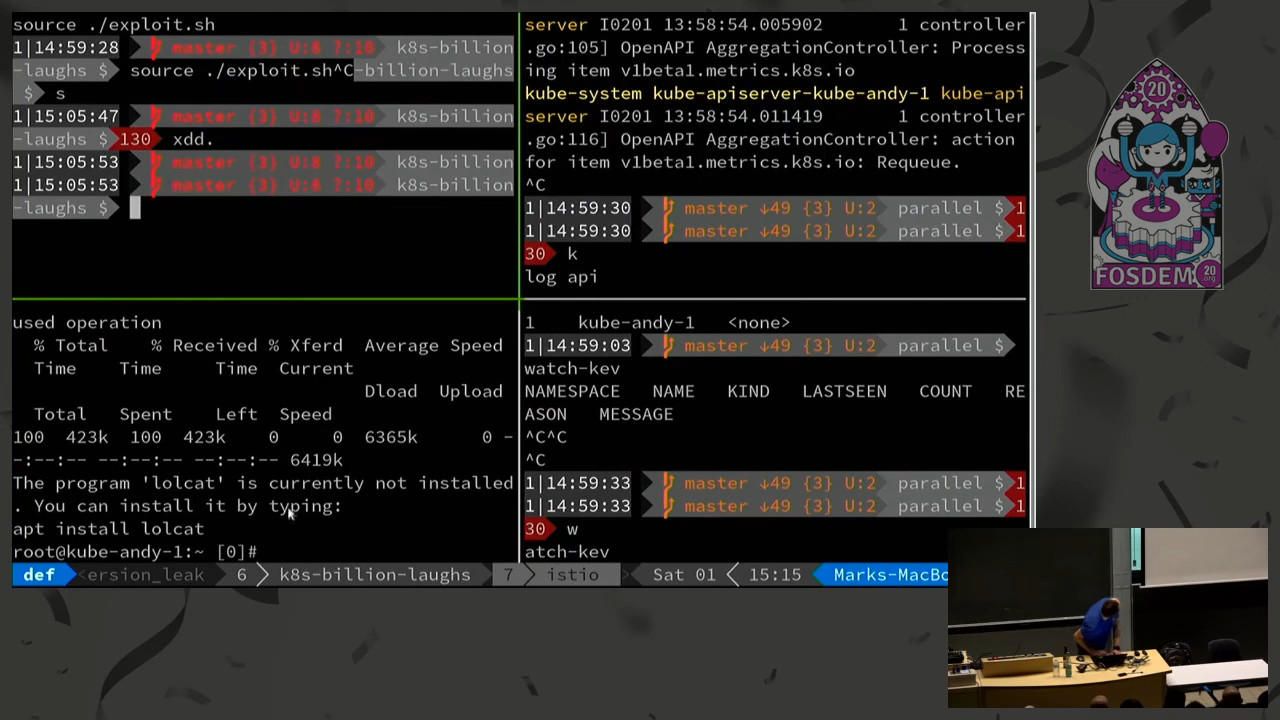 source ./exploit.sh
1|14:59:28 master {3} U:8 ?:10 k8s-billion
-laughs $ source ./exploit.sh^C-billion-laughs
$ s
1|15:05:47 master {3} U:8 ?:10 k8s-billion
-laughs $ 130 xdd.
1|15:05:53 master {3} U:8 ?:10 k8s-billion
1|15:05:53 master {3} U:8 ?:10 k8s-billion
-laughs $
server I0201 13:58:54.005902 1 controller
.go:105] OpenAPI AggregationController: Process
ing item v1beta1.metrics.k8s.io
kube-system kube-apiserver-kube-andy-1 kube-api
server I0201 13:58:54.011419 1 controller
.go:116] OpenAPI AggregationController: action
for item v1beta1.metrics.k8s.io: Requeue.
^C
1|14:59:30 master ↓49 {3} U:2 parallel $ 1
1|14:59:30 master ↓49 {3} U:2 parallel $ 1
30 k
log api
used operation
% Total % Received % Xferd Average Speed
Time Time Time Current
Dload Upload
Total Spent Left Speed
100 423k 100 423k 0 0 6365k 0 -
-:--:-- --:--:-- --:--:-- 6419k
The program 'lolcat' is currently not installed
. You can install it by typing:
apt install lolcat
root@kube-andy-1:~ [0]#
1 kube-andy-1 <none>
1|14:59:03 master ↓49 {3} U:2 parallel $
watch-kev
NAMESPACE NAME KIND LASTSEEN COUNT RE
ASON MESSAGE
^C^C
^C
1|14:59:33 master ↓49 {3} U:2 parallel $ 1
1|14:59:33 master ↓49 {3} U:2 parallel $ 1
30 w
atch-kev
def <ersion_leak 6 k8s-billion-laughs 7 istio Sat 01 15:15 Marks-MacBo
20
FOSDEM 20
.org